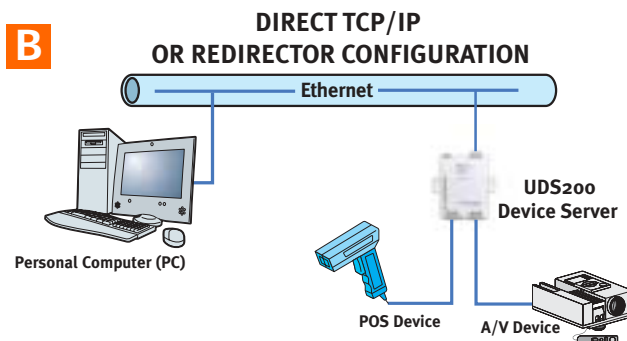 B
DIRECT TCP/IP
OR REDIRECTOR CONFIGURATION
Ethernet
UDS200
Device Server
Personal Computer (PC)
POS Device
A/V Device